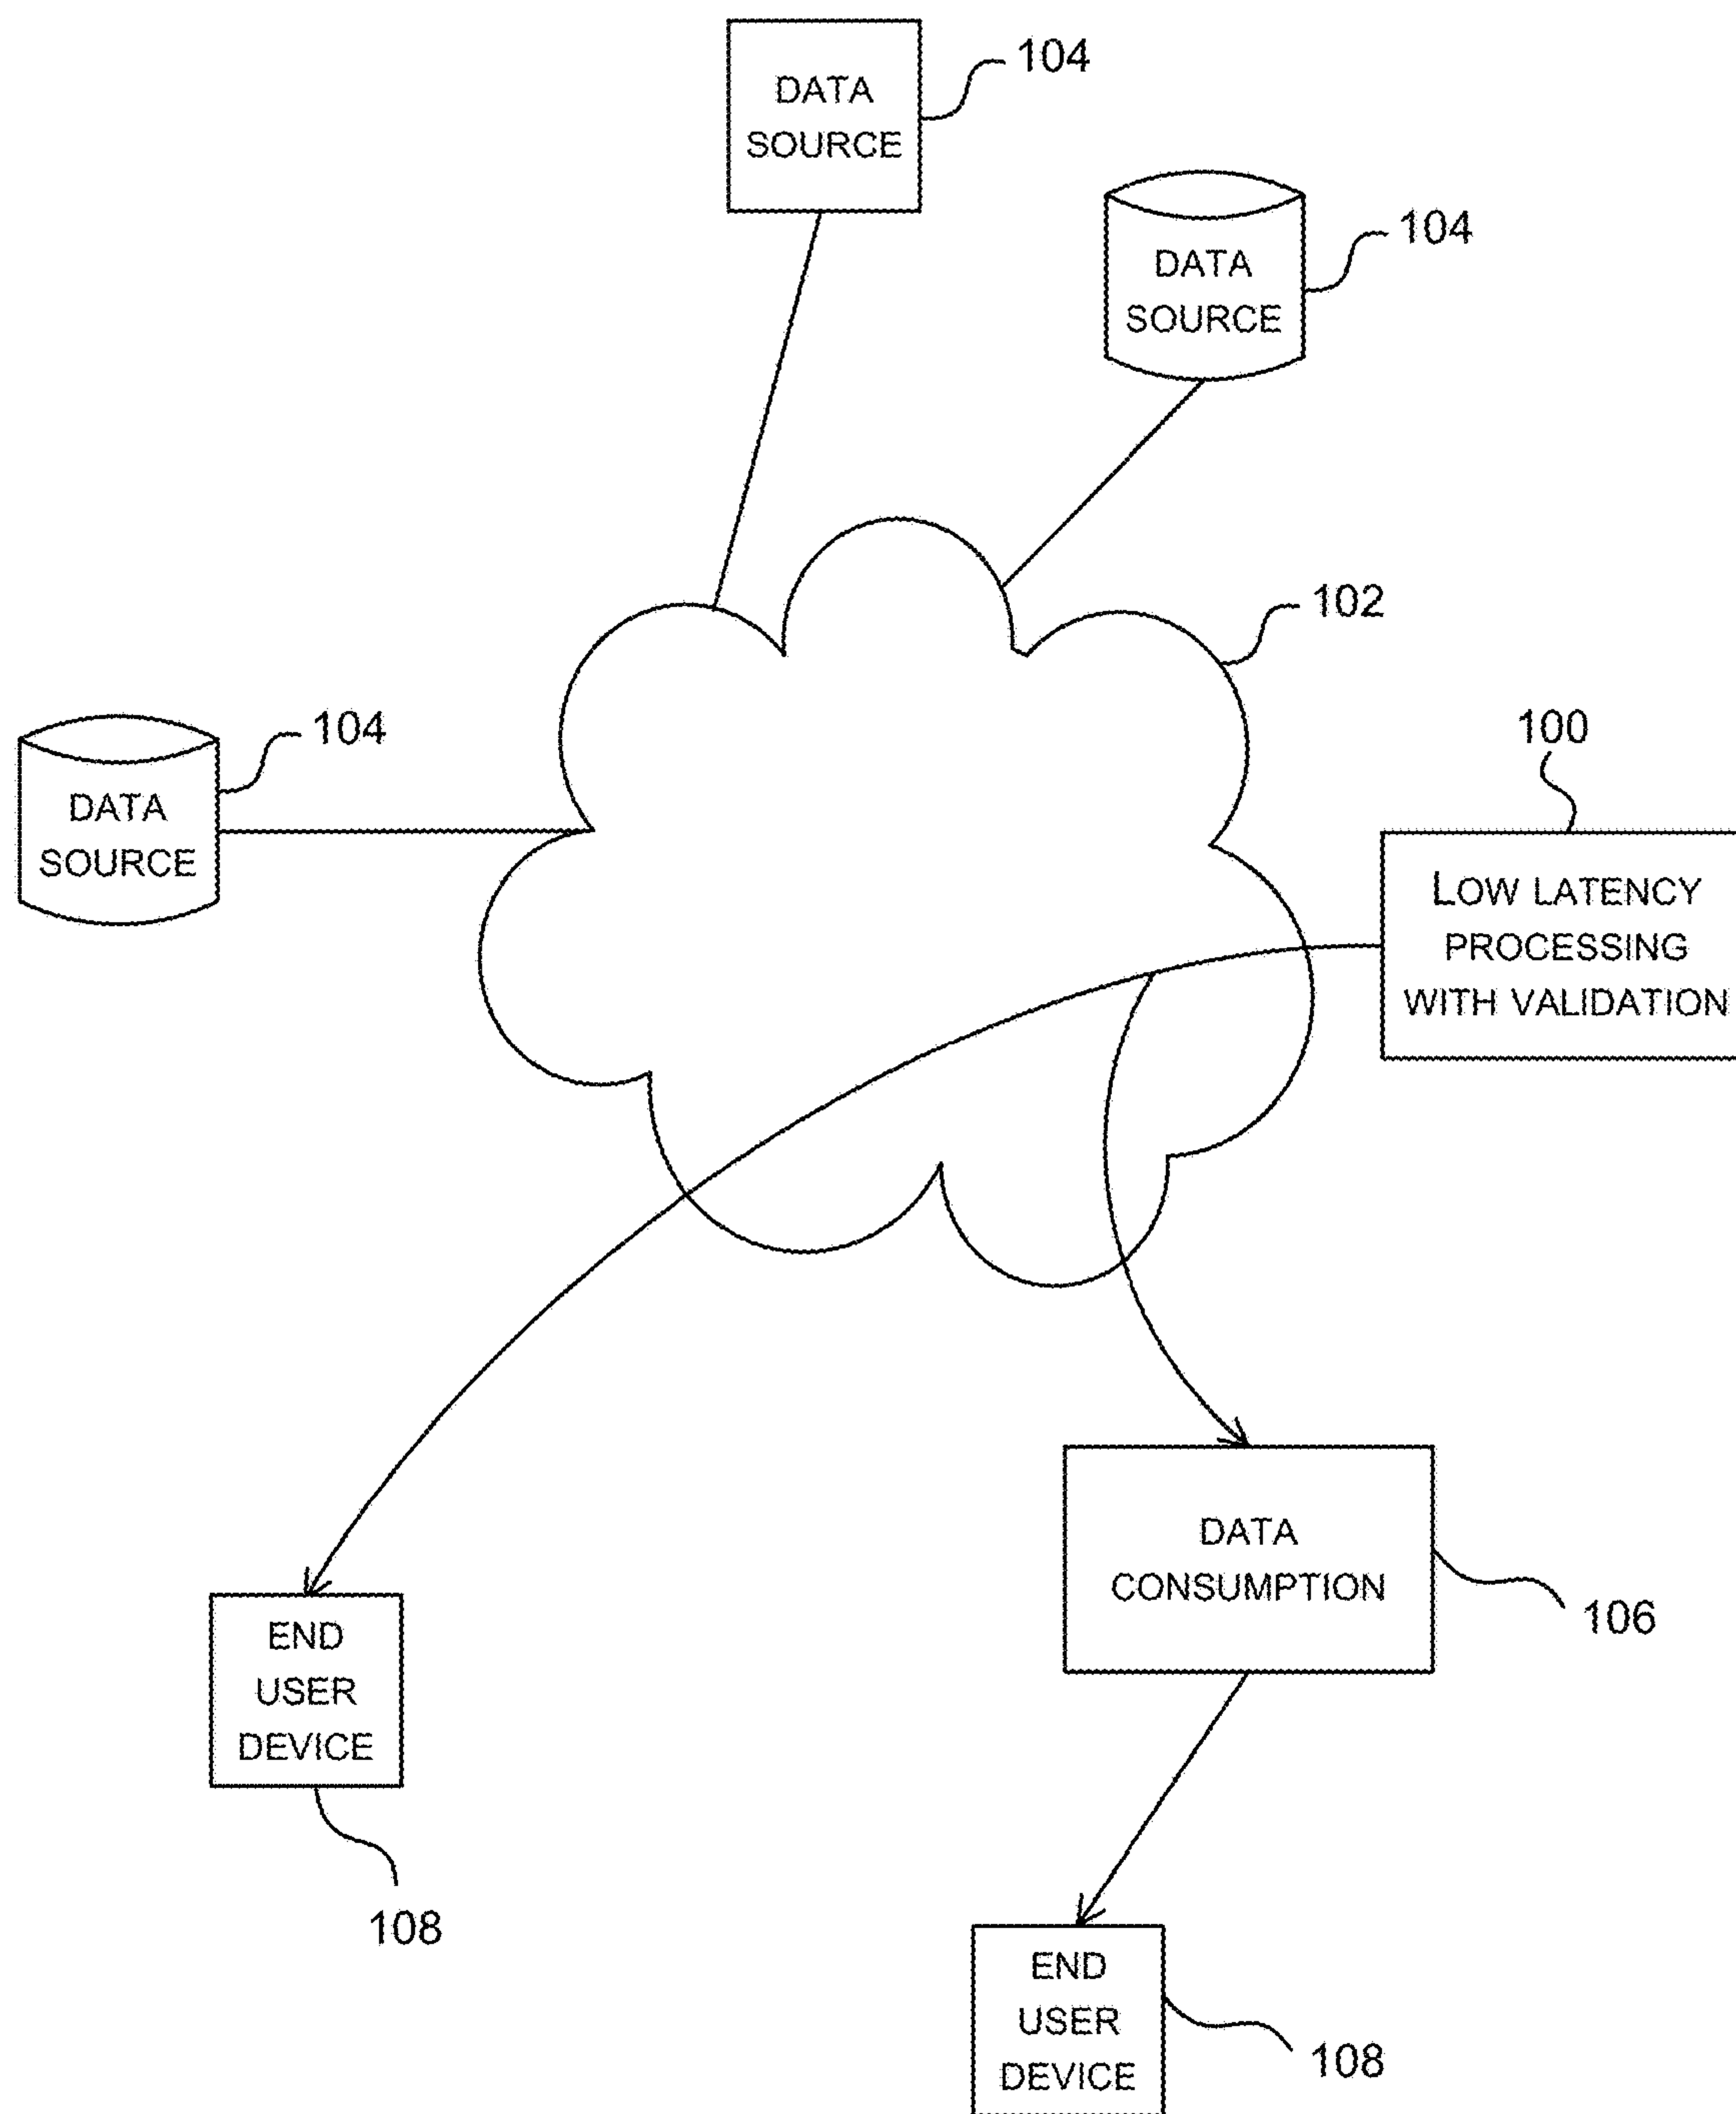 104
DATA
SOURCE
104
DATA
SOURCE
102
104
DATA
SOURCE
100
LOW LATENCY
PROCESSING
WITH VALIDATION
DATA
CONSUMPTION
106
END
USER
DEVICE
108
END
USER
DEVICE
108